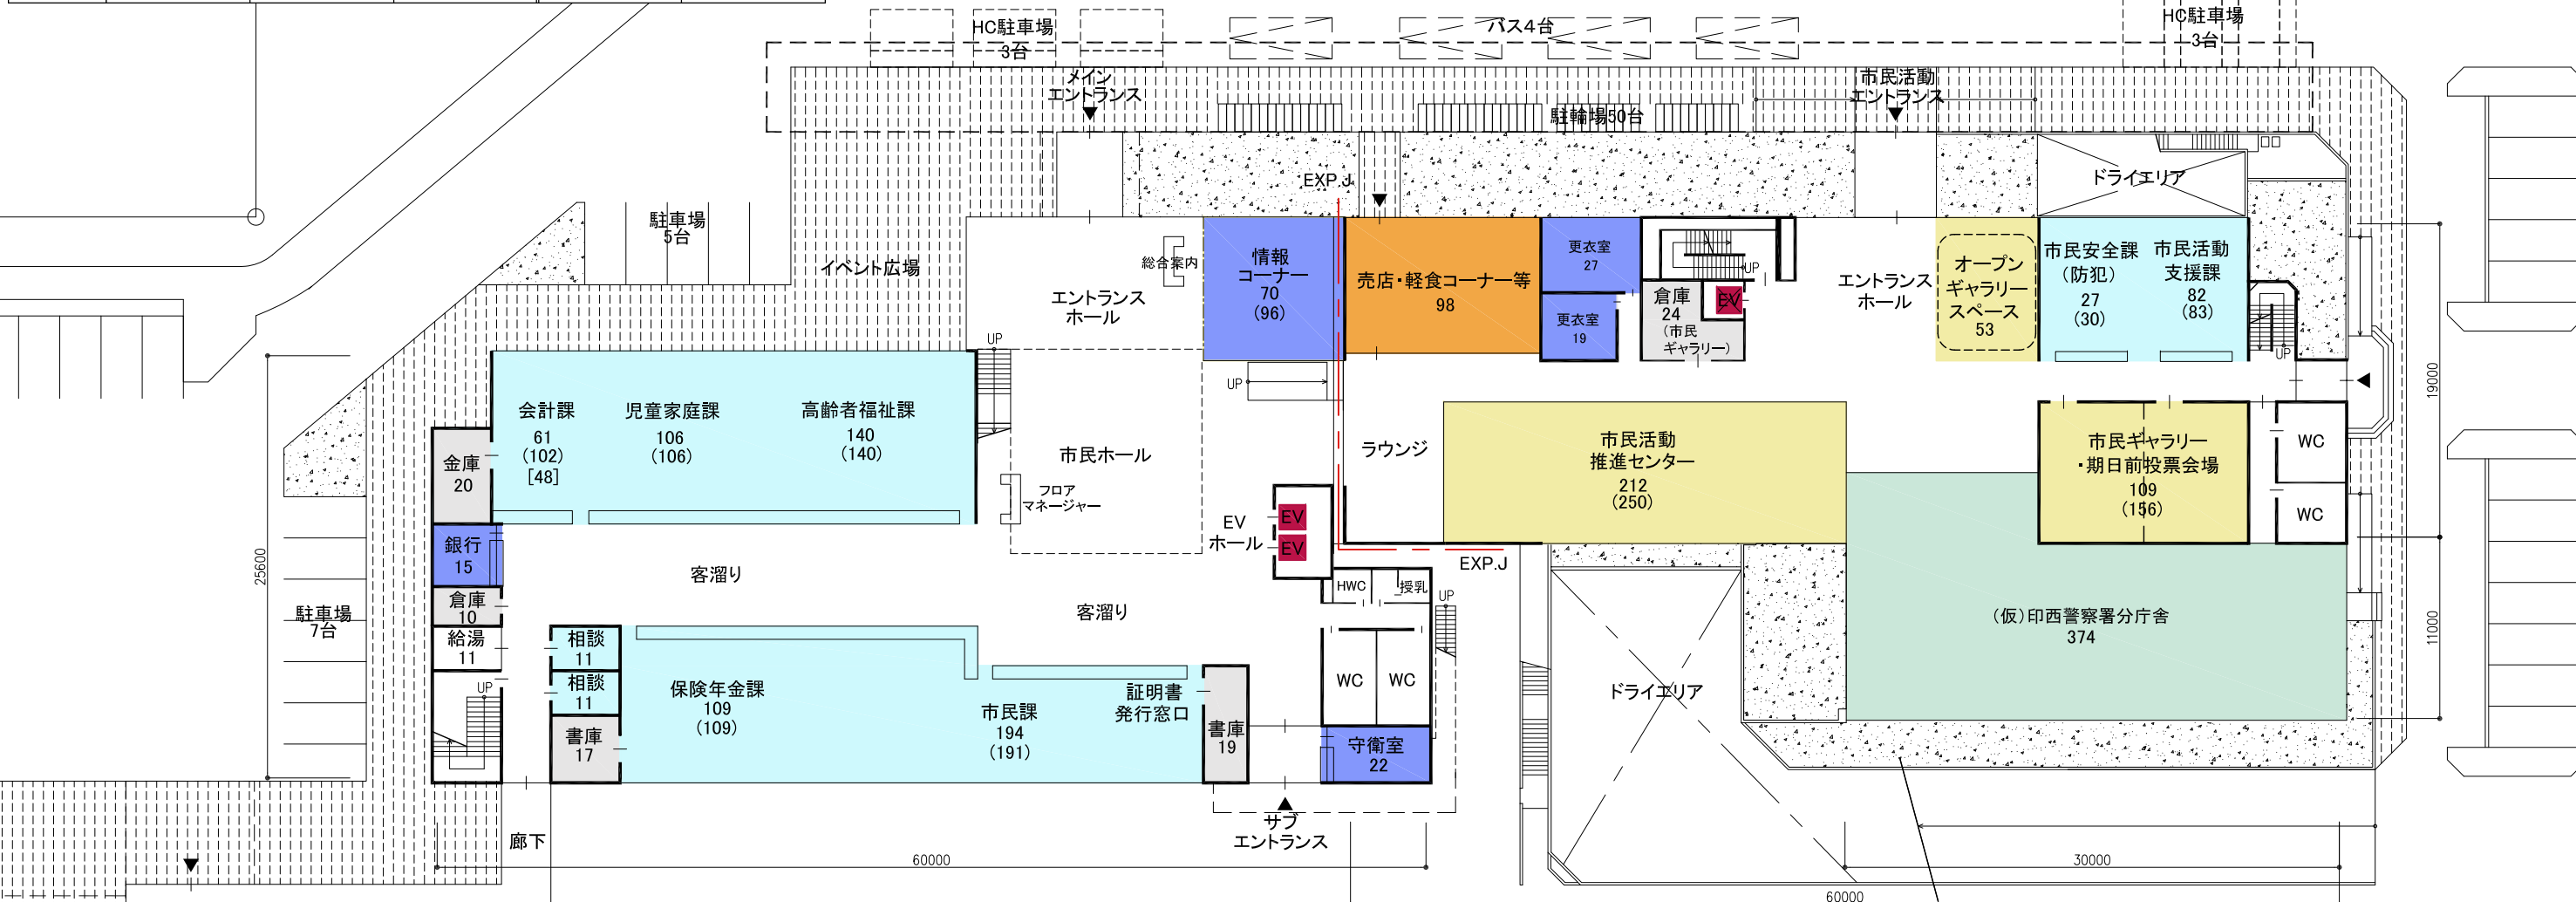 HC駐車場
3台
バス4台
HC駐車場
3台
メイン
エントランス
市民活動
エントランス
駐輪場50台
EXP.J
ドライエリア
駐車場
5台
イベント広場
総合案内
エントランス
ホール
情報
コーナー
70
(96)
売店・軽食コーナー等
98
更衣室
27
更衣室
19
UP
倉庫
24
(市民
ギャラリー)
EV
エントランス
ホール
オープン
ギャラリー
スペース
53
市民安全課
(防犯)
27
(30)
市民活動
支援課
82
(83)
UP
19000
UP
UP
会計課
61
(102)
[48]
児童家庭課
106
(106)
高齢者福祉課
140
(140)
金庫
20
市民ホール
フロア
マネージャー
ラウンジ
市民活動
推進センター
212
(250)
市民ギャラリー
・期日前投票会場
109
(156)
WC
WC
EV
ホール
EV
EV
EXP.J
銀行
15
客溜り
25600
倉庫
10
給湯
11
駐車場
7台
客溜り
HWC
授乳
UP
(仮)印西警察署分庁舎
374
11000
相談
11
相談
11
UP
書庫
17
保険年金課
109
(109)
市民課
194
(191)
証明書
発行窓口
書庫
19
WC
WC
守衛室
22
ドライエリア
サブ
エントランス
廊下
60000
30000
60000